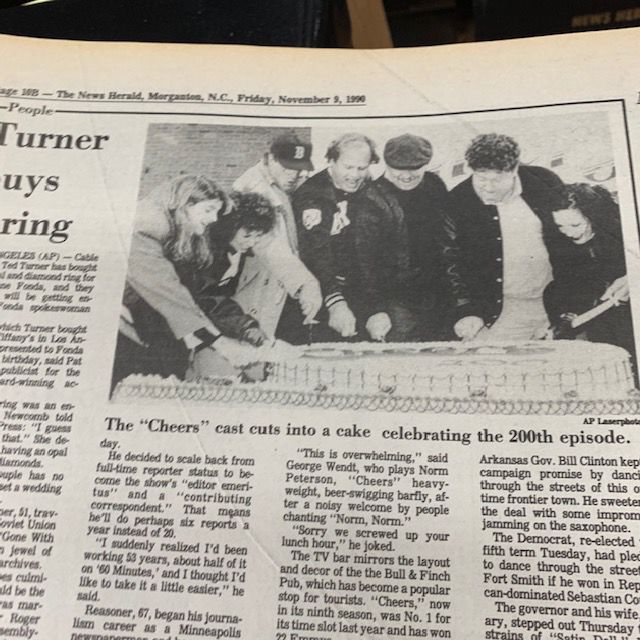 age 10B — The News Herald, Morganton, N.C., Friday, November 9, 1990
—People
Turner
uys
ring
NGELES (AP) — Cable
Ted Turner has bought
l and diamond ring for
ne Fonda, and they
will be getting en-
Fonda spokeswoman
which Turner bought
Tiffany's in Los An-
presented to Fonda
birthday, said Pat
publicist for the
ard-winning ac-
ring was an en-
Newcomb told
Press: "I guess
that." She de-
having an opal
diamonds.
ouple has no
set a wedding
ner, 51, trav-
Soviet Union
"Gone With
n jewel of
archives.
es culmi-
ld be the
as mar-
Roger
sembly-
B
A
AP Laserphoto
The "Cheers" cast cuts into a cake celebrating the 200th episode.
day.
He decided to scale back from
full-time reporter status to be-
come the show's "editor emeri-
tus" and a "contributing
correspondent." That means
he'll do perhaps six reports a
year instead of 20.
"I suddenly realized I'd been
working 53 years, about half of it
on '60 Minutes,' and I thought I'd
like to take it a little easier," he
said.
Reasoner, 67, began his journa-
lism career as a Minneapolis
newspaperman and
"This is overwhelming," said
George Wendt, who plays Norm
Peterson, "Cheers" heavy-
weight, beer-swigging barfly, af-
ter a noisy welcome by people
chanting "Norm, Norm."
"Sorry we screwed up your
lunch hour," he joked.
The TV bar mirrors the layout
and decor of the the Bull & Finch
Pub, which has become a popular
stop for tourists. "Cheers," now
in its ninth season, was No. 1 for
its time slot last year and has won
22 Emmys
Arkansas Gov. Bill Clinton kept
campaign promise by danci
through the streets of this o
time frontier town. He sweeten
the deal with some improm
jamming on the saxophone.
The Democrat, re-elected
fifth term Tuesday, had pled
to dance through the street
Fort Smith if he won in Rep
can-dominated Sebastian Co
The governor and his wife
ary, stepped out Thursday
strains of "Satin